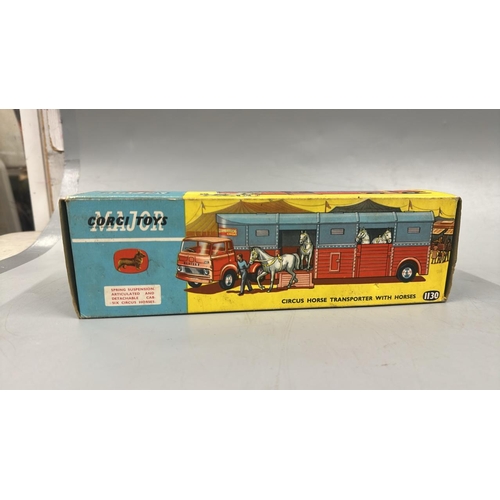 CORGI TOYS
MAJOR
SPRING SUSPENSION
ARTICULATED AND
DETACHABLE CAB
SIX CIRCUS HORSES
CIRCUS HORSE TRANSPORTER WITH HORSES
1130